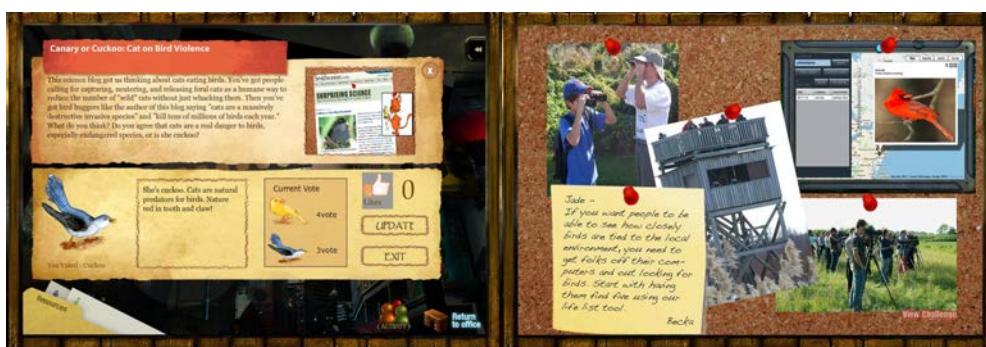 Canary or Cuckoo: Cat on Bird Violence
This science blog got us thinking about cats eating birds. You've got people
calling for capturing, neutering, and releasing feral cats as a humane way to
reduce the number of "wild" cats without just whacking them. Then you've
got bird huggers like the author of this blog saying "cats are a massively
destructive invasive species" and "kill tens of millions of birds each year."
What do you think? Do you agree that cats are a real danger to birds,
especially endangered species, or is she cuckoo?
SURPRISING SCIENCE
X
She's cuckoo. Cats are natural
predators for birds. Nature
red in tooth and claw!
Current Vote
4vote
3vote
Likes
0
UPDATE
EXIT
You Voted : Cuckoo
Resources
(ACTIVITY)
Return
to office
Jade -
If you want people to be
able to see how closely
birds are tied to the local
environment, you need to
get folks off their com-
puters and out looking for
birds. Start with having
them find five using our
life list tool.
Becka
View Challenge